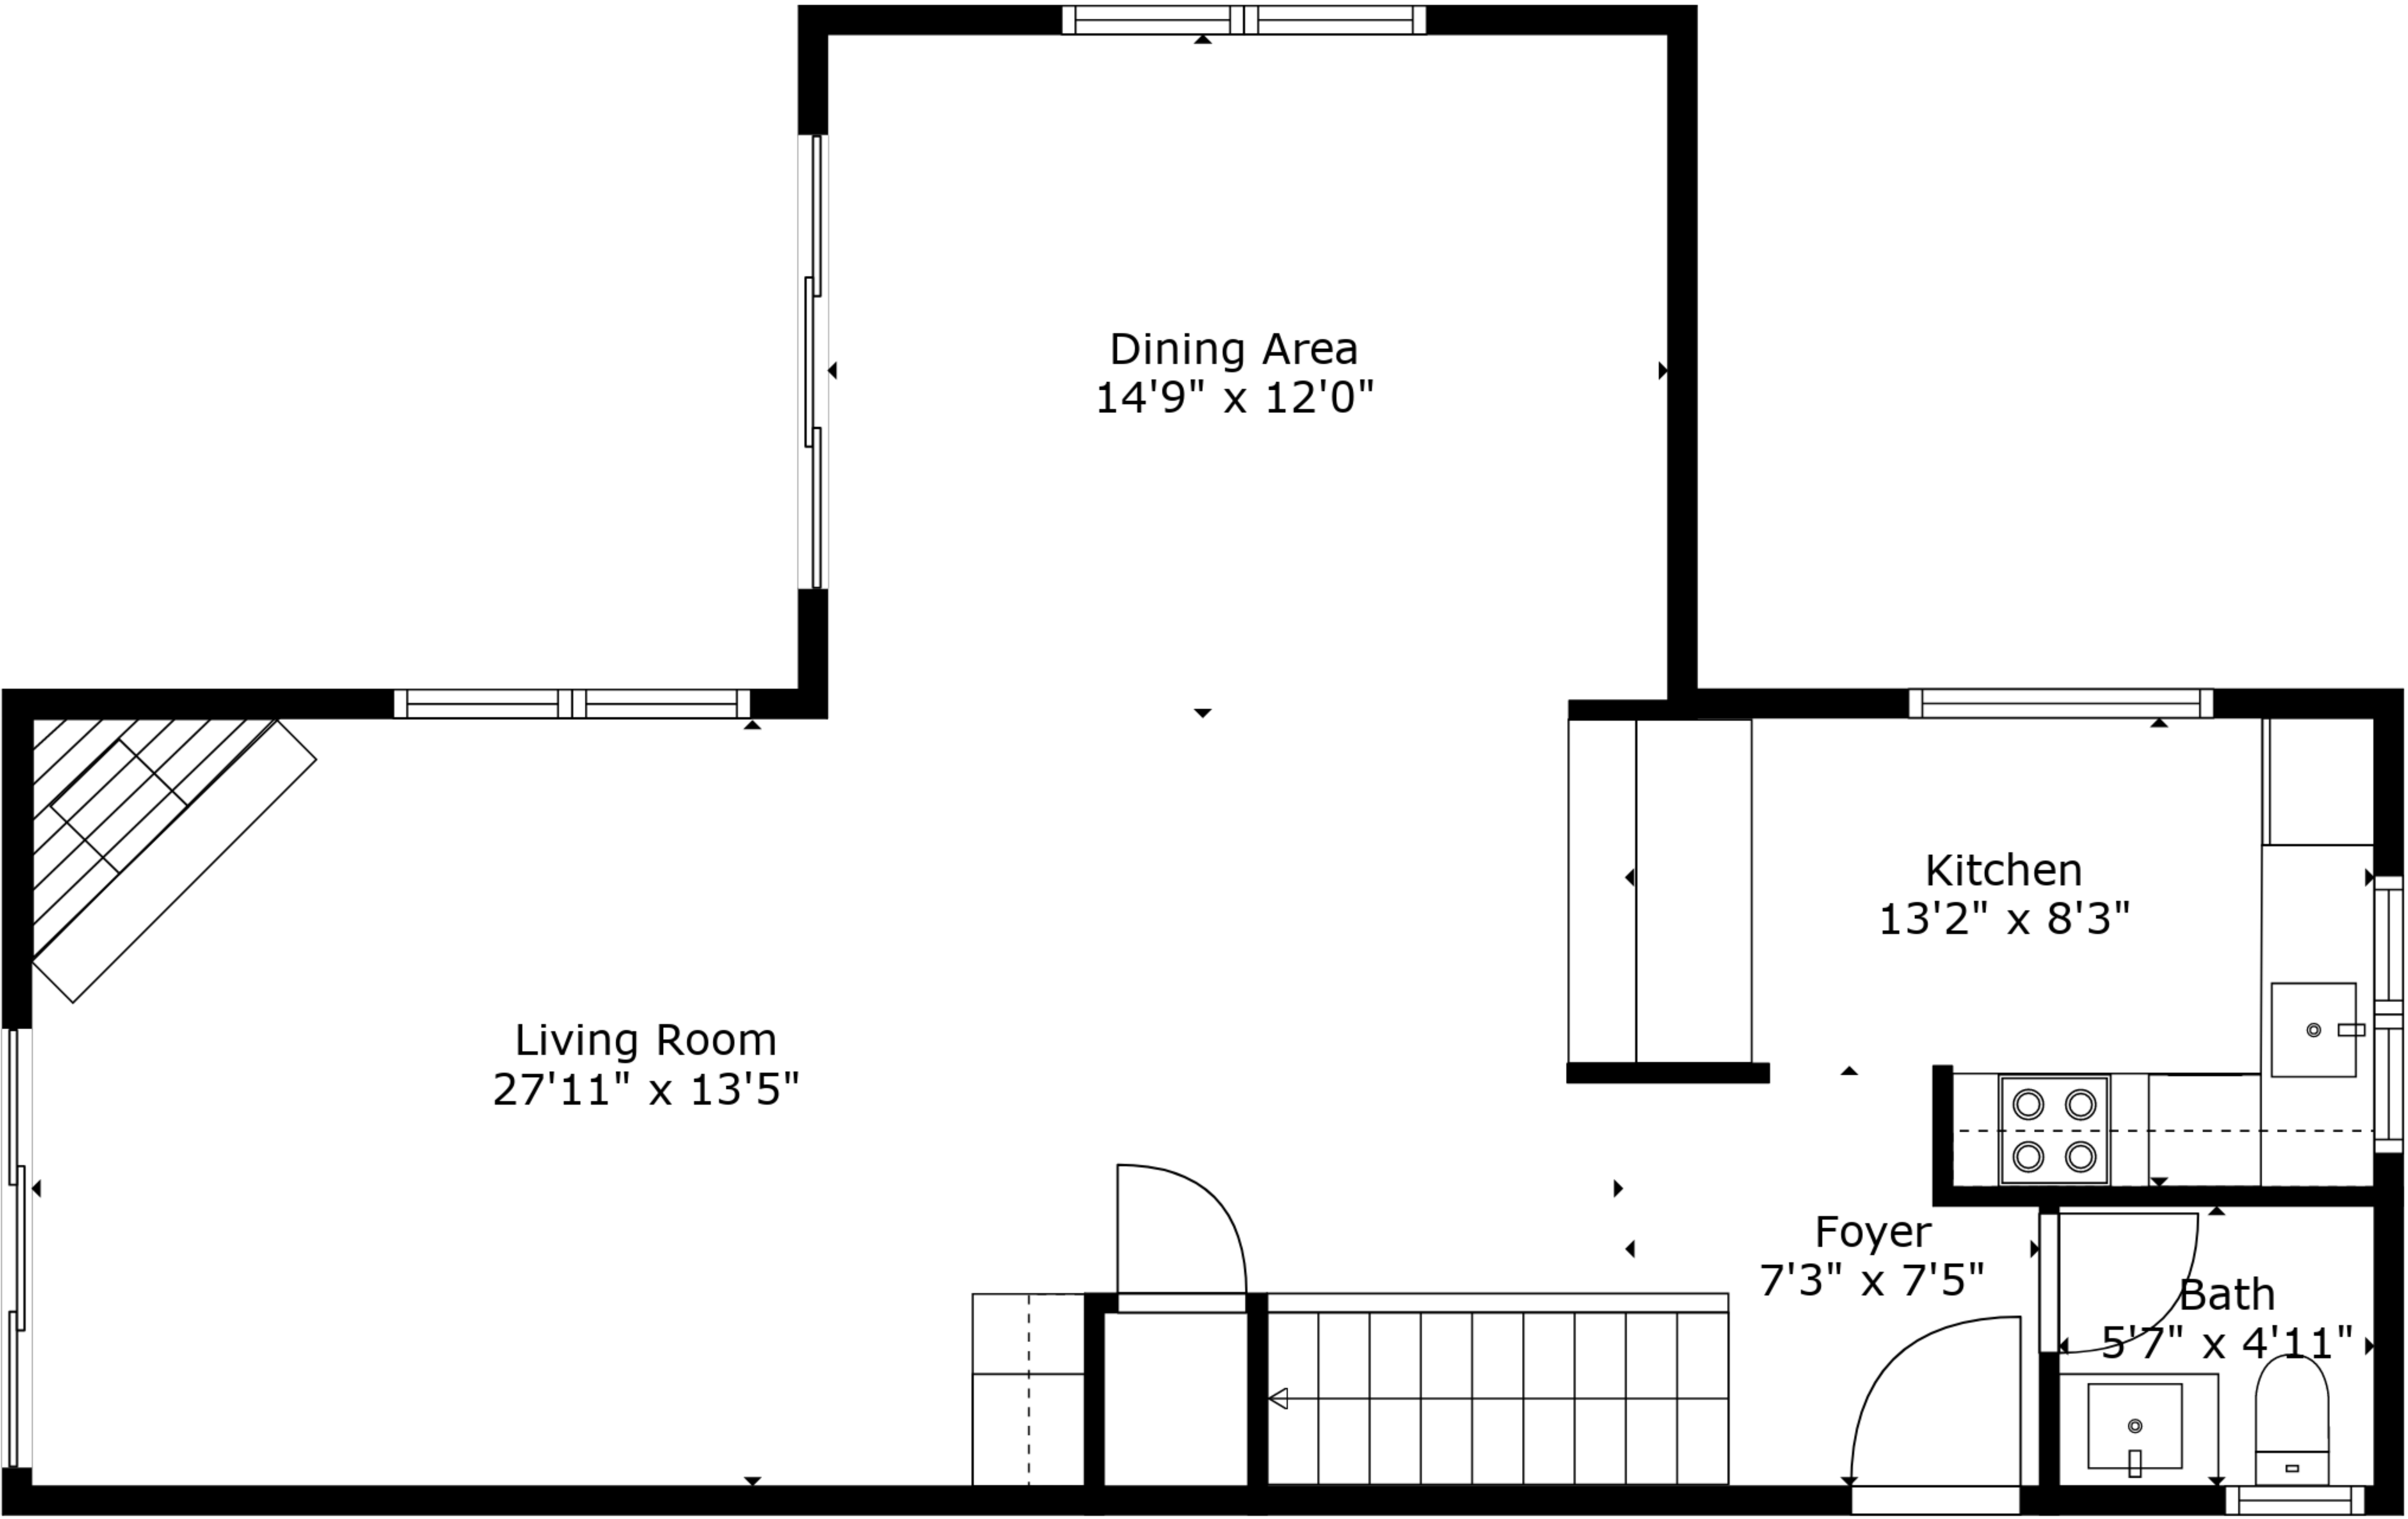 Dining Area
14'9" x 12'0"
Kitchen
13'2" x 8'3"
Living Room
27'11" x 13'5"
Foyer
7'3" x 7'5"
Bath
5'7" x 4'11"